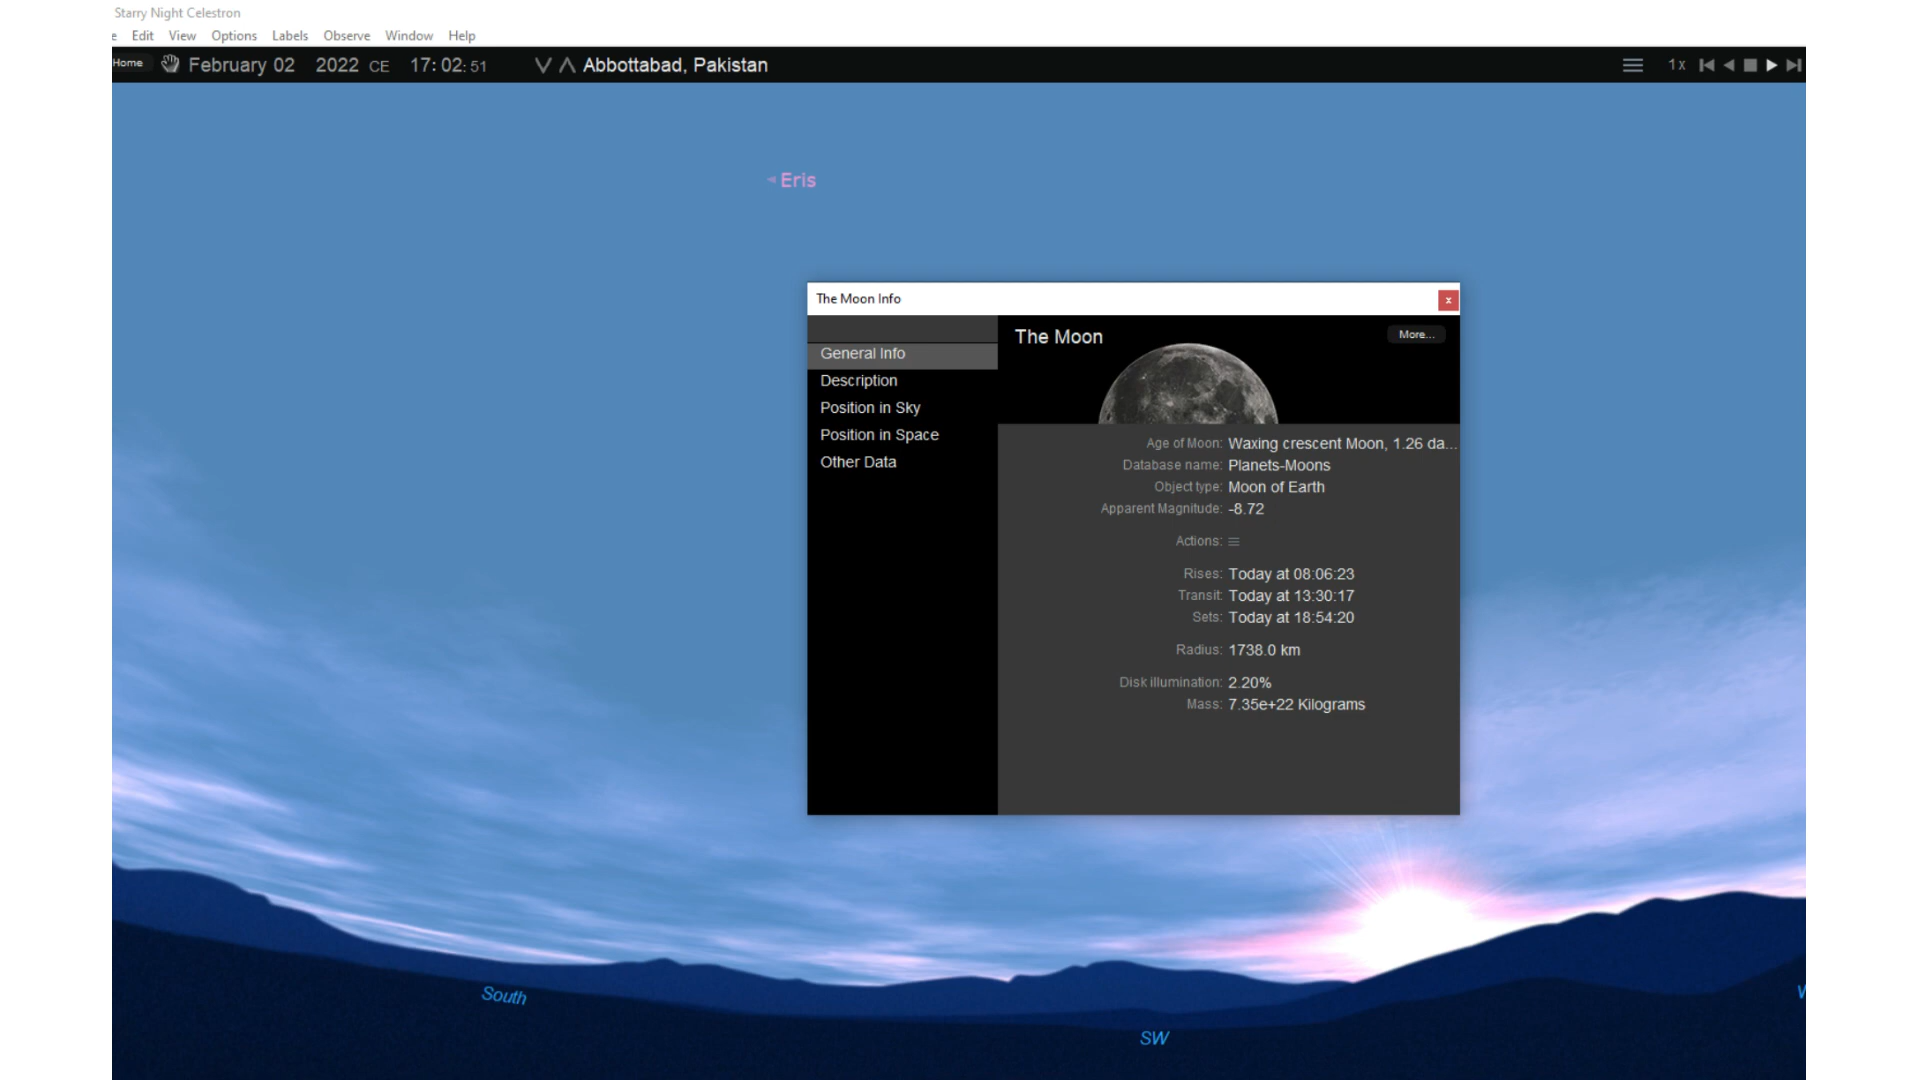 Starry Night Celestron
e Edit View Options Labels Observe Window Help
Home February 02 2022 CE 17:02:51 Abbottabad, Pakistan 1x
Eris
The Moon Info x
The Moon More...
General Info
Description
Position in Sky
Position in Space
Other Data
Age of Moon: Waxing crescent Moon, 1.26 da...
Database name: Planets-Moons
Object type: Moon of Earth
Apparent Magnitude: -8.72
Actions:
Rises: Today at 08:06:23
Transit: Today at 13:30:17
Sets: Today at 18:54:20
Radius: 1738.0 km
Disk illumination: 2.20%
Mass: 7.35e+22 Kilograms
South
SW